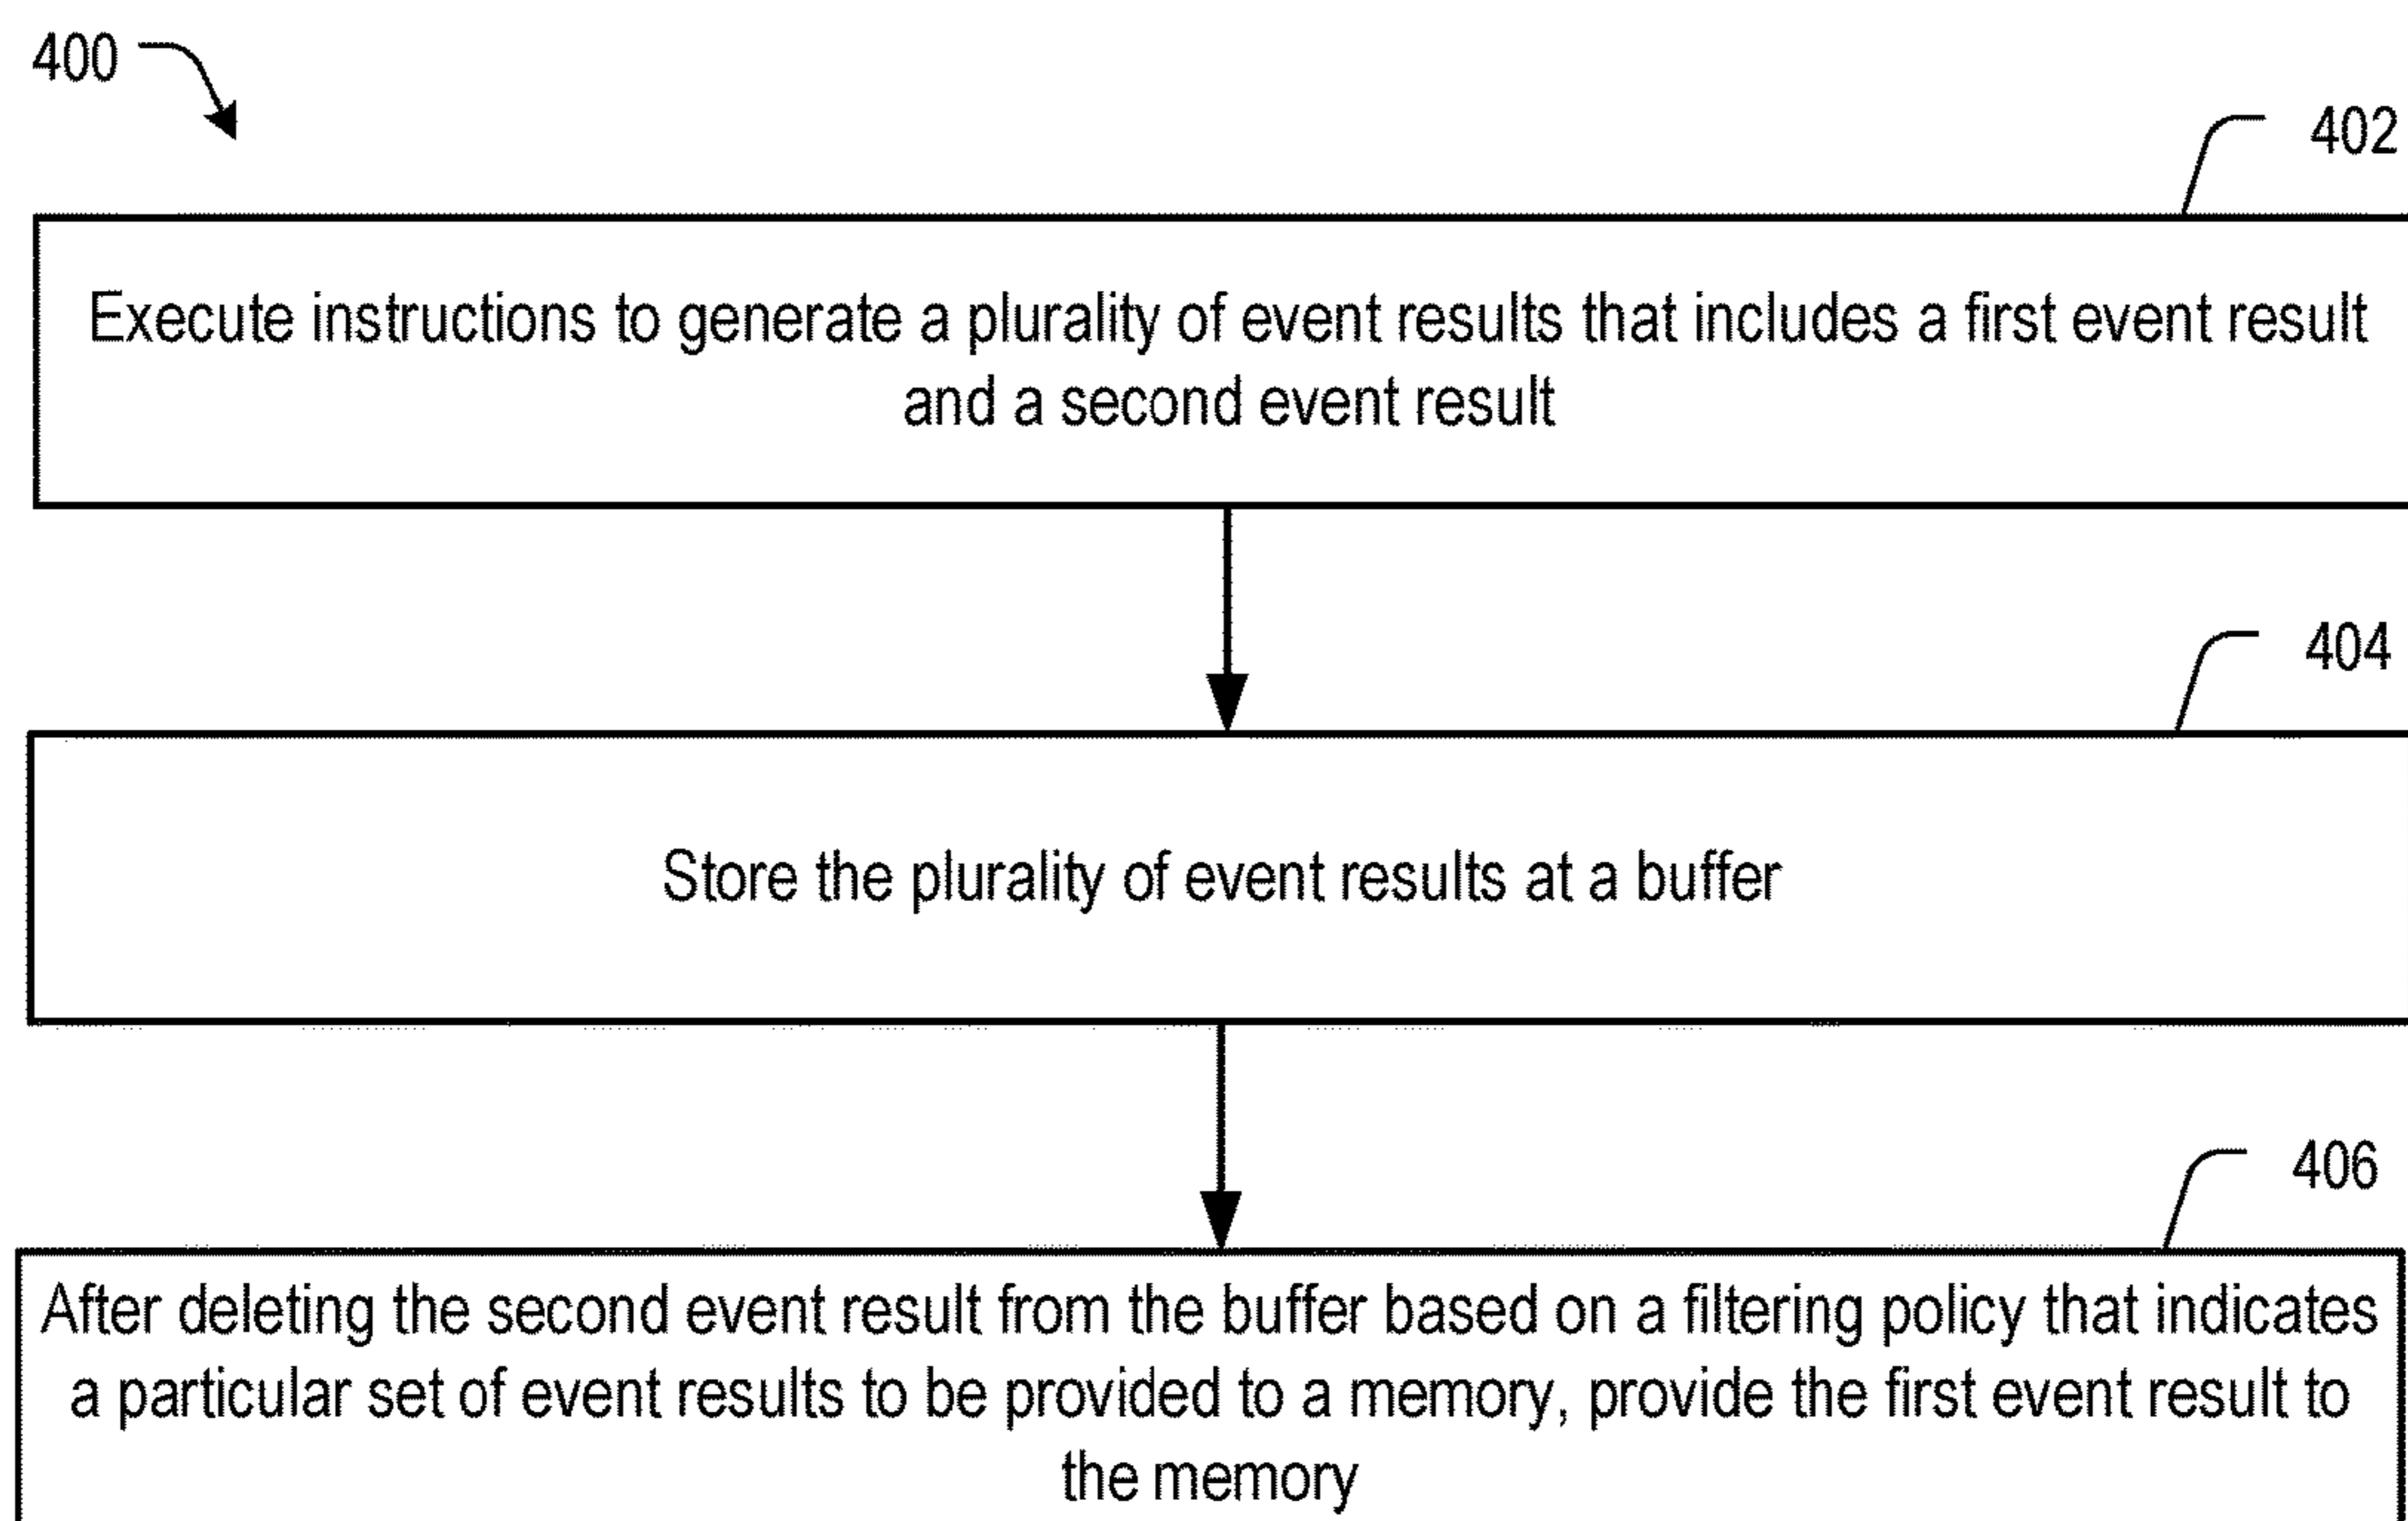 400
402
Execute instructions to generate a plurality of event results that includes a first event result
and a second event result
404
Store the plurality of event results at a buffer
406
After deleting the second event result from the buffer based on a filtering policy that indicates
a particular set of event results to be provided to a memory, provide the first event result to
the memory